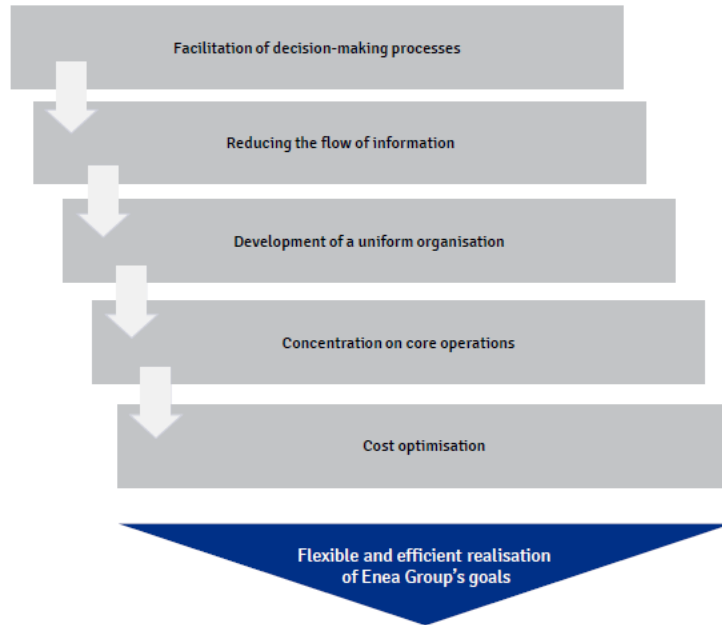 Facilitation of decision-making processes
Reducing the flow of information
Development of a uniform organisation
Concentration on core operations
Cost optimisation
Flexible and efficient realisation
of Enea Group's goals